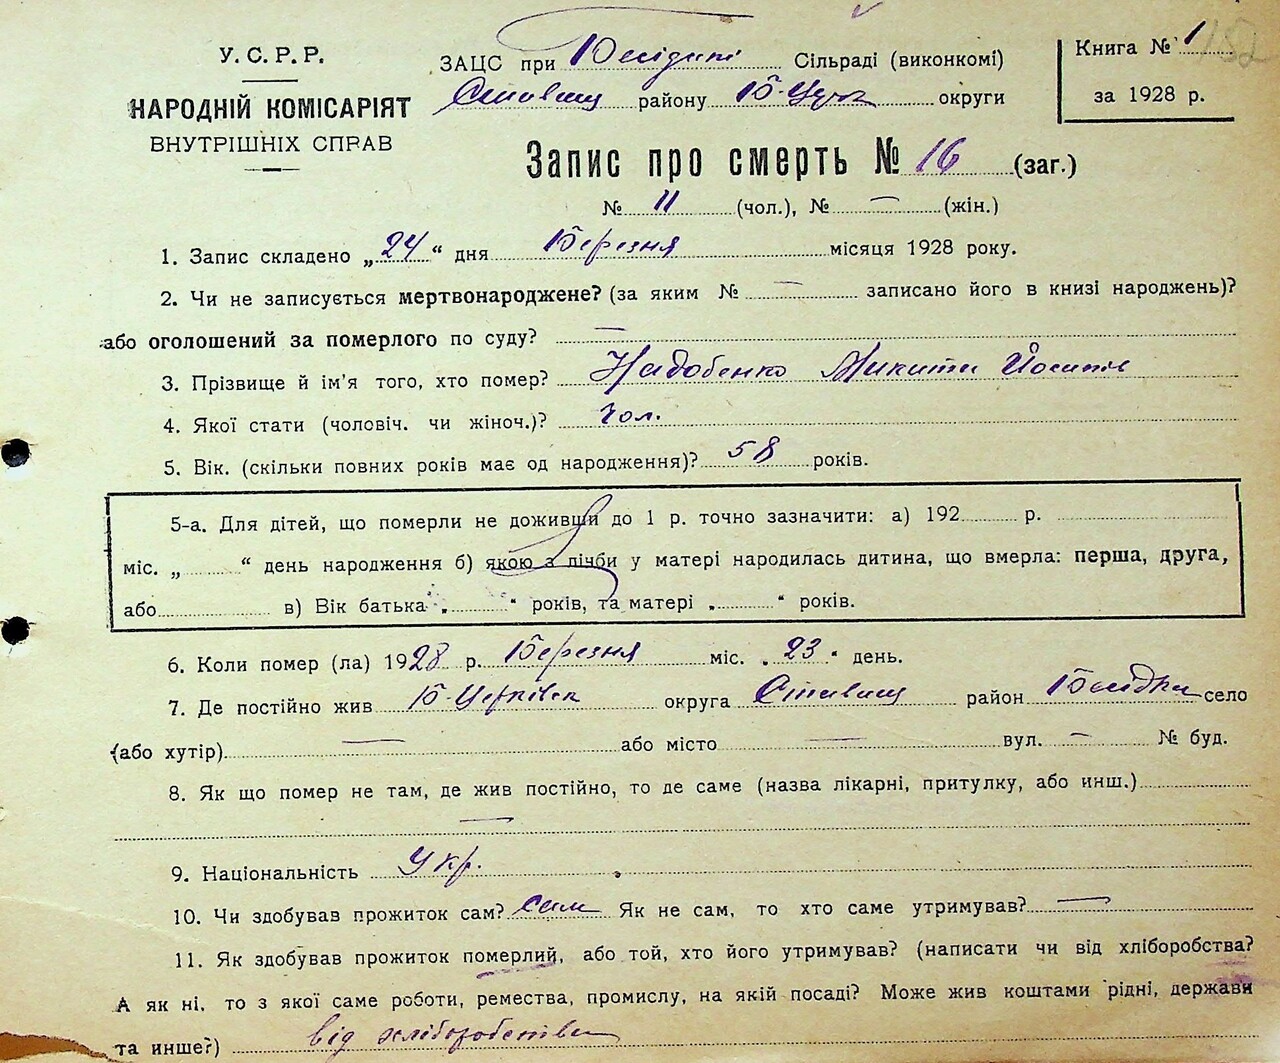 У.С.Р.Р.
НАРОДНІЙ КОМІСАРІЯТ
ВНУТРІШНІХ СПРАВ
ЗАЦС при Бесідці Сільраді (виконкомі)
Ставищ району Б-Церк округи
Книга № 1 152
за 1928 р.
Запис про смерть № 16 (заг.)
№ 11 (чол.), № — (жін.)
1. Запис складено „24“ дня Березня місяця 1928 року.
2. Чи не записується мертвонароджене? (за яким № — записано його в книзі народжень)?
або оголошений за померлого по суду? —
3. Прізвище й ім'я того, хто помер? Надобенко Микита Йосипів
4. Якої стати (чоловіч. чи жіноч.)? Чол.
5. Вік. (скільки повних років має од народження)? 58 років.
5-а. Для дітей, що померли не доживши до 1 р. точно зазначити: а) 192 р.
міс. „ “ день народження б) якою з лічби у матері народилась дитина, що вмерла: перша, друга,
або в) Вік батька „ “ років, та матері „ “ років.
6. Коли помер (ла) 1928 р. Березня міс. „23“ день.
7. Де постійно жив Б-Церківск округа Ставищ район Бесідка село
(або хутір) — або місто — вул. — № буд.
8. Як що помер не там, де жив постійно, то де саме (назва лікарні, притулку, або инш.)
—
9. Національність Укр.
10. Чи здобував прожиток сам? сам Як не сам, то хто саме утримував? —
11. Як здобував прожиток померлий, або той, хто його утримував? (написати чи від хліборобства?
А як ні, то з якої саме роботи, ремества, промислу, на якій посаді? Може жив коштами рідні, держави
та инше?) від хліборобства